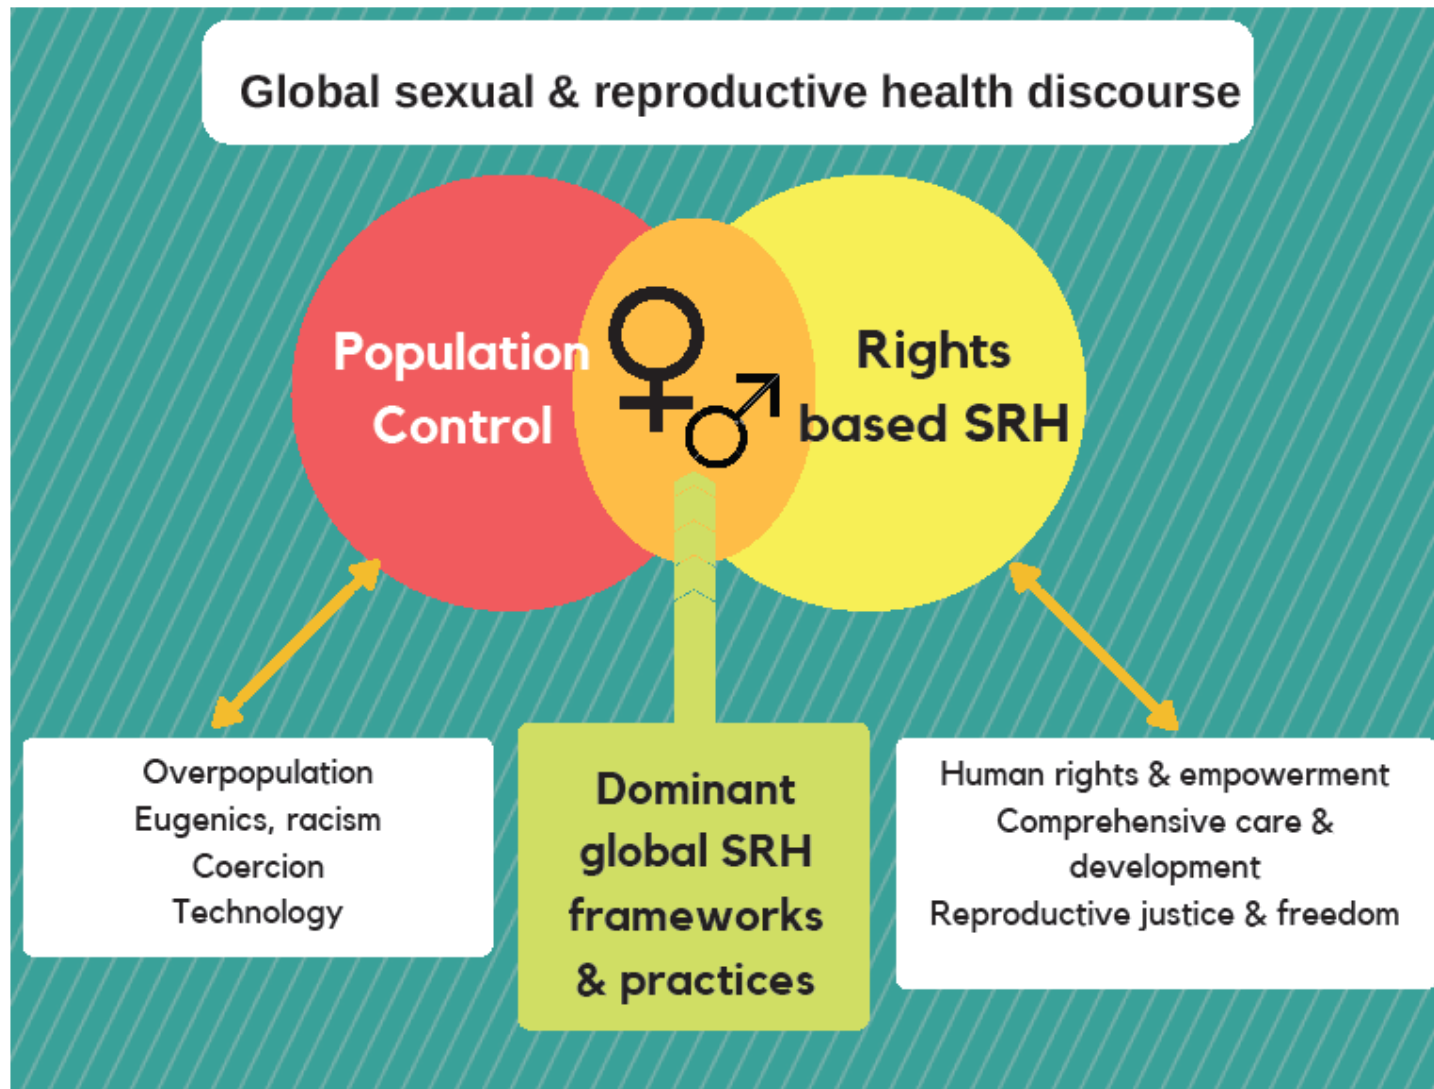 Global sexual & reproductive health discourse
Population
Control
Rights
based SRH
Overpopulation
Eugenics, racism
Coercion
Technology
Dominant
global SRH
frameworks
& practices
Human rights & empowerment
Comprehensive care &
development
Reproductive justice & freedom